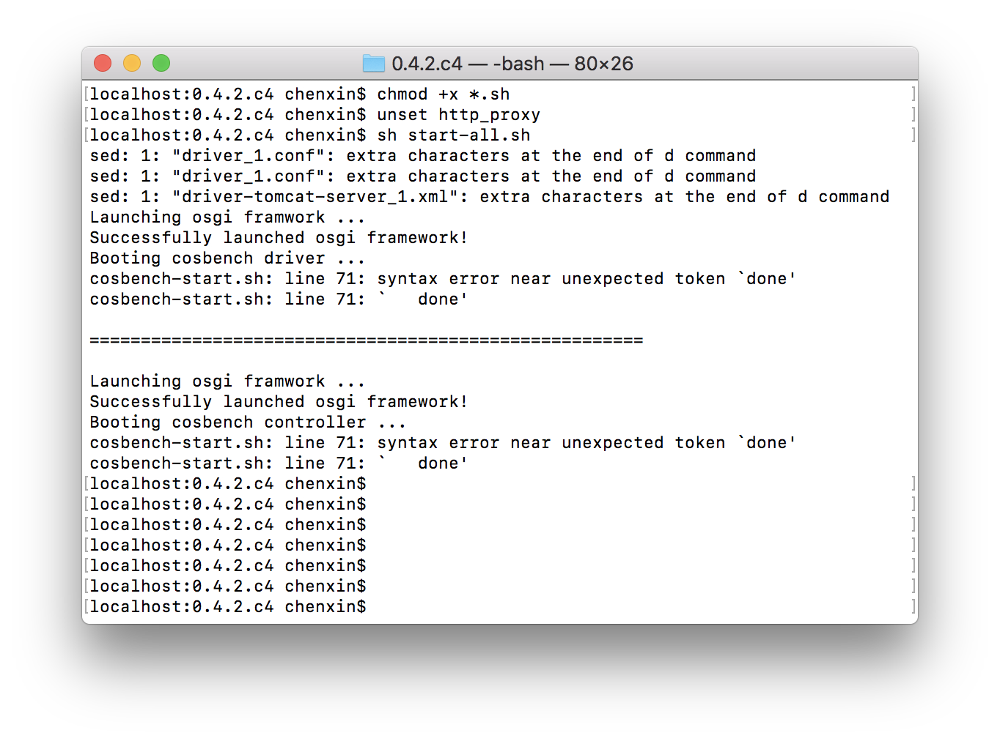 0.4.2.c4 — -bash — 80×26
[localhost:0.4.2.c4 chenxin$ chmod +x *.sh ]
[localhost:0.4.2.c4 chenxin$ unset http_proxy ]
[localhost:0.4.2.c4 chenxin$ sh start-all.sh ]
sed: 1: "driver_1.conf": extra characters at the end of d command
sed: 1: "driver_1.conf": extra characters at the end of d command
sed: 1: "driver-tomcat-server_1.xml": extra characters at the end of d command
Launching osgi framwork ...
Successfully launched osgi framework!
Booting cosbench driver ...
cosbench-start.sh: line 71: syntax error near unexpected token `done'
cosbench-start.sh: line 71: `   done'
======================================================
Launching osgi framwork ...
Successfully launched osgi framework!
Booting cosbench controller ...
cosbench-start.sh: line 71: syntax error near unexpected token `done'
cosbench-start.sh: line 71: `   done'
[localhost:0.4.2.c4 chenxin$ ]
[localhost:0.4.2.c4 chenxin$ ]
[localhost:0.4.2.c4 chenxin$ ]
[localhost:0.4.2.c4 chenxin$ ]
[localhost:0.4.2.c4 chenxin$ ]
[localhost:0.4.2.c4 chenxin$ ]
[localhost:0.4.2.c4 chenxin$ ]